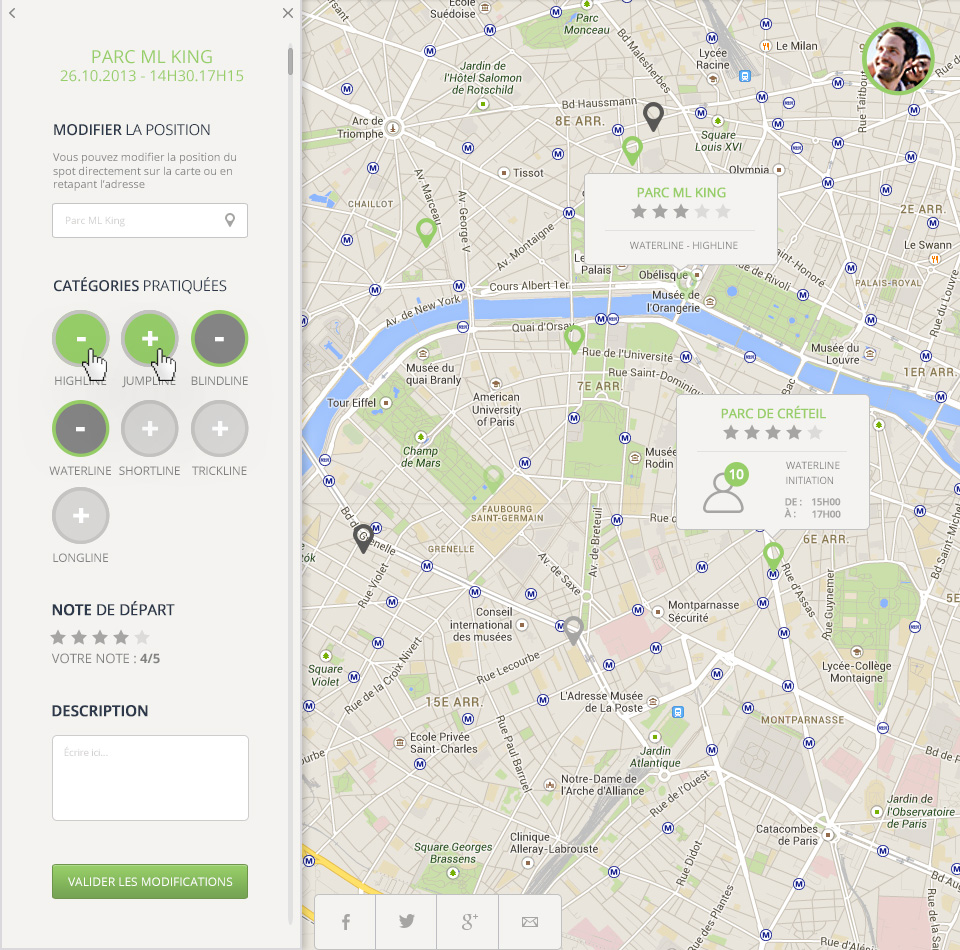 PARC ML KING
26.10.2013 - 14H30.17H15
MODIFIER LA POSITION
Vous pouvez modifier la position du
spot directement sur la carte ou en
retapant l'adresse
Parc ML King
CATÉGORIES PRATIQUÉES
- + -
HIGHLINE JUMPLINE BLINDLINE
- + +
WATERLINE SHORTLINE TRICKLINE
+
LONGLINE
NOTE DE DÉPART
VOTRE NOTE : 4/5
DESCRIPTION
Écrire ici...
VALIDER LES MODIFICATIONS
École
Suédoise
Parc
Monceau
Bd Malesherbes
Lycée
Racine
Le Milan
Rue Taitbout
Jardin de
l'Hôtel Salomon
de Rotschild
Bd Haussmann
8E ARR.
Arc de
Triomphe
Square
Louis XVI
Tissot
Olympia
CHAILLOT
Av. Marceau
Av. George V
Av. Montaigne
PARC ML KING
WATERLINE - HIGHLINE
2E ARR.
Le Swann
Saint-Honoré
PALAIS-ROYAL
Rue du Louvre
Palais
Obélisque
Cours Albert 1er
Av. de New York
Musée de
l'Orangerie
Rue de Rivoli
Quai d'Orsay
Rue de l'Université
Musée du
Louvre
1ER ARR.
Musée du
quai Branly
Rue Saint-Dominique
7E ARR.
Tour Eiffel
American
University
of Paris
Champ
de Mars
Musée
Rodin
PARC DE CRÉTEIL
10
WATERLINE
INITIATION
DE : 15H00
À : 17H00
FAUBOURG
SAINT-GERMAIN
GRENELLE
Av. de Breteuil
Av. de Saxe
6E ARR.
Bd Saint-Michel
Rue Violet
Rue d'Assas
Rue Guynemer
Conseil
international
des musées
Montparnasse
Sécurité
Square
Violet
Rue de la Croix Nivert
Rue Lecourbe
Lycée-Collège
Montaigne
15E ARR.
L'Adresse Musée
de La Poste
MONTPARNASSE
École Privée
Saint-Charles
Rue Paul Barruel
Jardin
Atlantique
Notre-Dame de
l'Arche d'Alliance
Rue de l'Ouest
Jardin de
l'Observatoire
de Paris
Catacombes
de Paris
Square Georges
Brassens
Clinique
Alleray-Labrouste
Rue Didot
Rue des Plantes
Rue d'Alésia
f g+